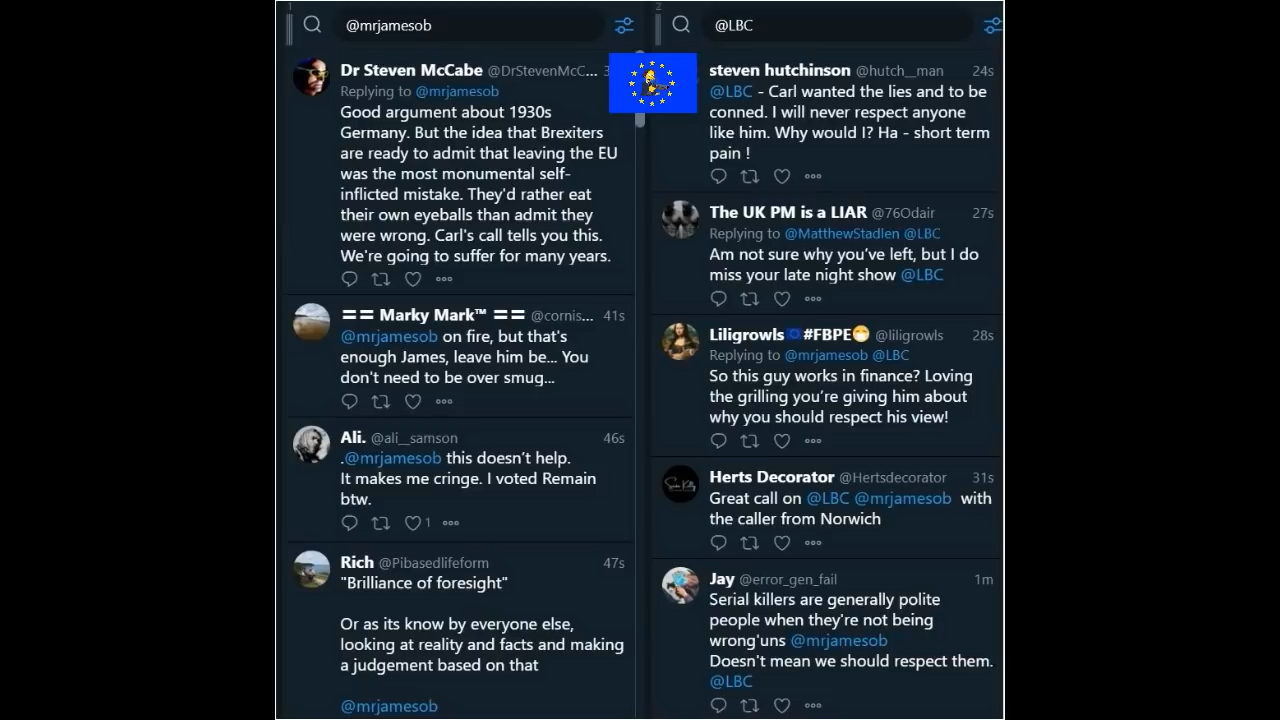 1
@mrjamesob
Dr Steven McCabe @DrStevenMcC...
Replying to @mrjamesob
Good argument about 1930s
Germany. But the idea that Brexiters
are ready to admit that leaving the EU
was the most monumental self-
inflicted mistake. They'd rather eat
their own eyeballs than admit they
were wrong. Carl's call tells you this.
We're going to suffer for many years.
Marky Mark™ @cornis... 41s
@mrjamesob on fire, but that's
enough James, leave him be... You
don't need to be over smug...
Ali. @ali_samson 46s
.@mrjamesob this doesn't help.
It makes me cringe. I voted Remain
btw.
1
Rich @Pibasedlifeform 47s
"Brilliance of foresight"
Or as its know by everyone else,
looking at reality and facts and making
a judgement based on that
@mrjamesob
2
@LBC
steven hutchinson @hutch__man 24s
@LBC - Carl wanted the lies and to be
conned. I will never respect anyone
like him. Why would I? Ha - short term
pain !
The UK PM is a LIAR @76Odair 27s
Replying to @MatthewStadlen @LBC
Am not sure why you've left, but I do
miss your late night show @LBC
Liligrowls🇪🇺#FBPE😷 @liligrowls 28s
Replying to @mrjamesob @LBC
So this guy works in finance? Loving
the grilling you're giving him about
why you should respect his view!
Herts Decorator @Hertsdecorator 31s
Great call on @LBC @mrjamesob with
the caller from Norwich
Jay @error_gen_fail 1m
Serial killers are generally polite
people when they're not being
wrong'uns @mrjamesob
Doesn't mean we should respect them.
@LBC